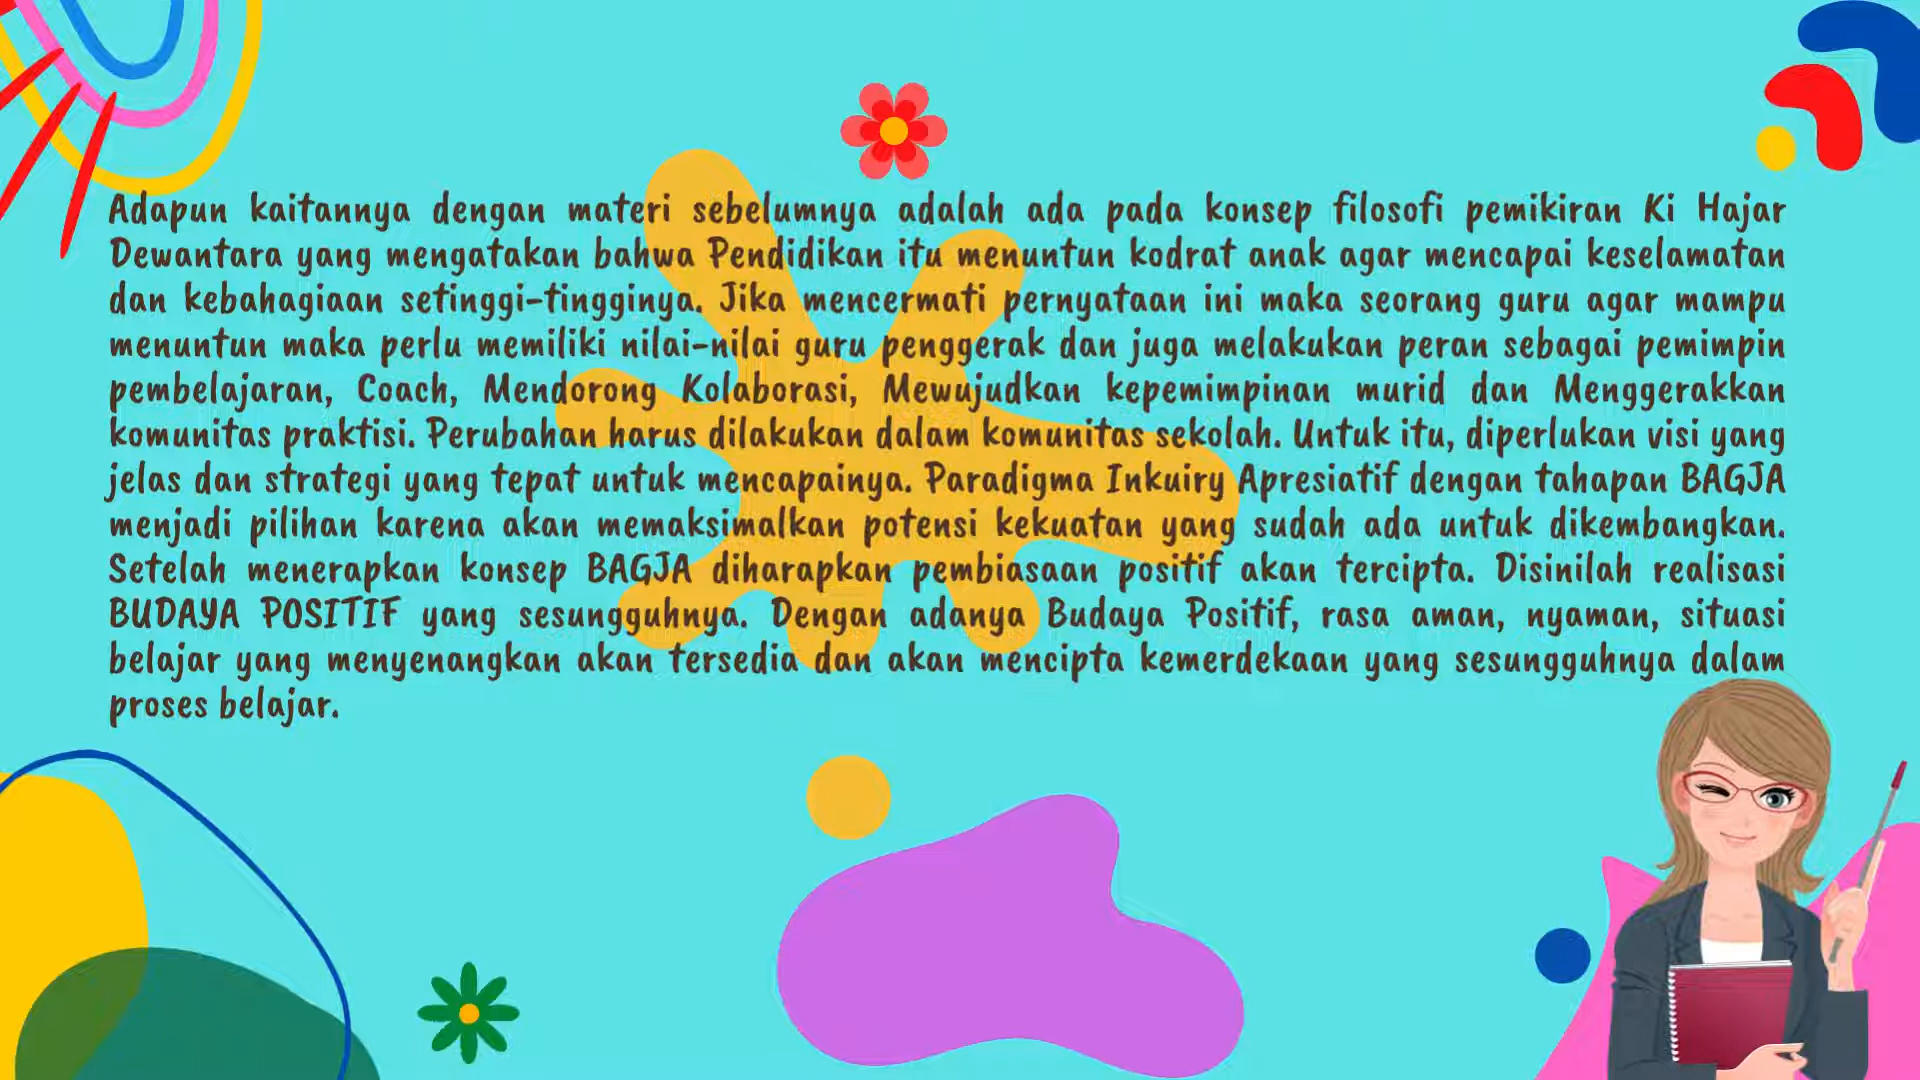 Adapun kaitannya dengan materi sebelumnya adalah ada pada konsep filosofi pemikiran Ki Hajar
Dewantara yang mengatakan bahwa Pendidikan itu menuntun kodrat anak agar mencapai keselamatan
dan kebahagiaan setinggi-tingginya. Jika mencermati pernyataan ini maka seorang guru agar mampu
menuntun maka perlu memiliki nilai-nilai guru penggerak dan juga melakukan peran sebagai pemimpin
pembelajaran, Coach, Mendorong Kolaborasi, Mewujudkan kepemimpinan murid dan Menggerakkan
komunitas praktisi. Perubahan harus dilakukan dalam komunitas sekolah. Untuk itu, diperlukan visi yang
jelas dan strategi yang tepat untuk mencapainya. Paradigma Inkuiry Apresiatif dengan tahapan BAGJA
menjadi pilihan karena akan memaksimalkan potensi kekuatan yang sudah ada untuk dikembangkan.
Setelah menerapkan konsep BAGJA diharapkan pembiasaan positif akan tercipta. Disinilah realisasi
BUDAYA POSITIF yang sesungguhnya. Dengan adanya Budaya Positif, rasa aman, nyaman, situasi
belajar yang menyenangkan akan tersedia dan akan mencipta kemerdekaan yang sesungguhnya dalam
proses belajar.